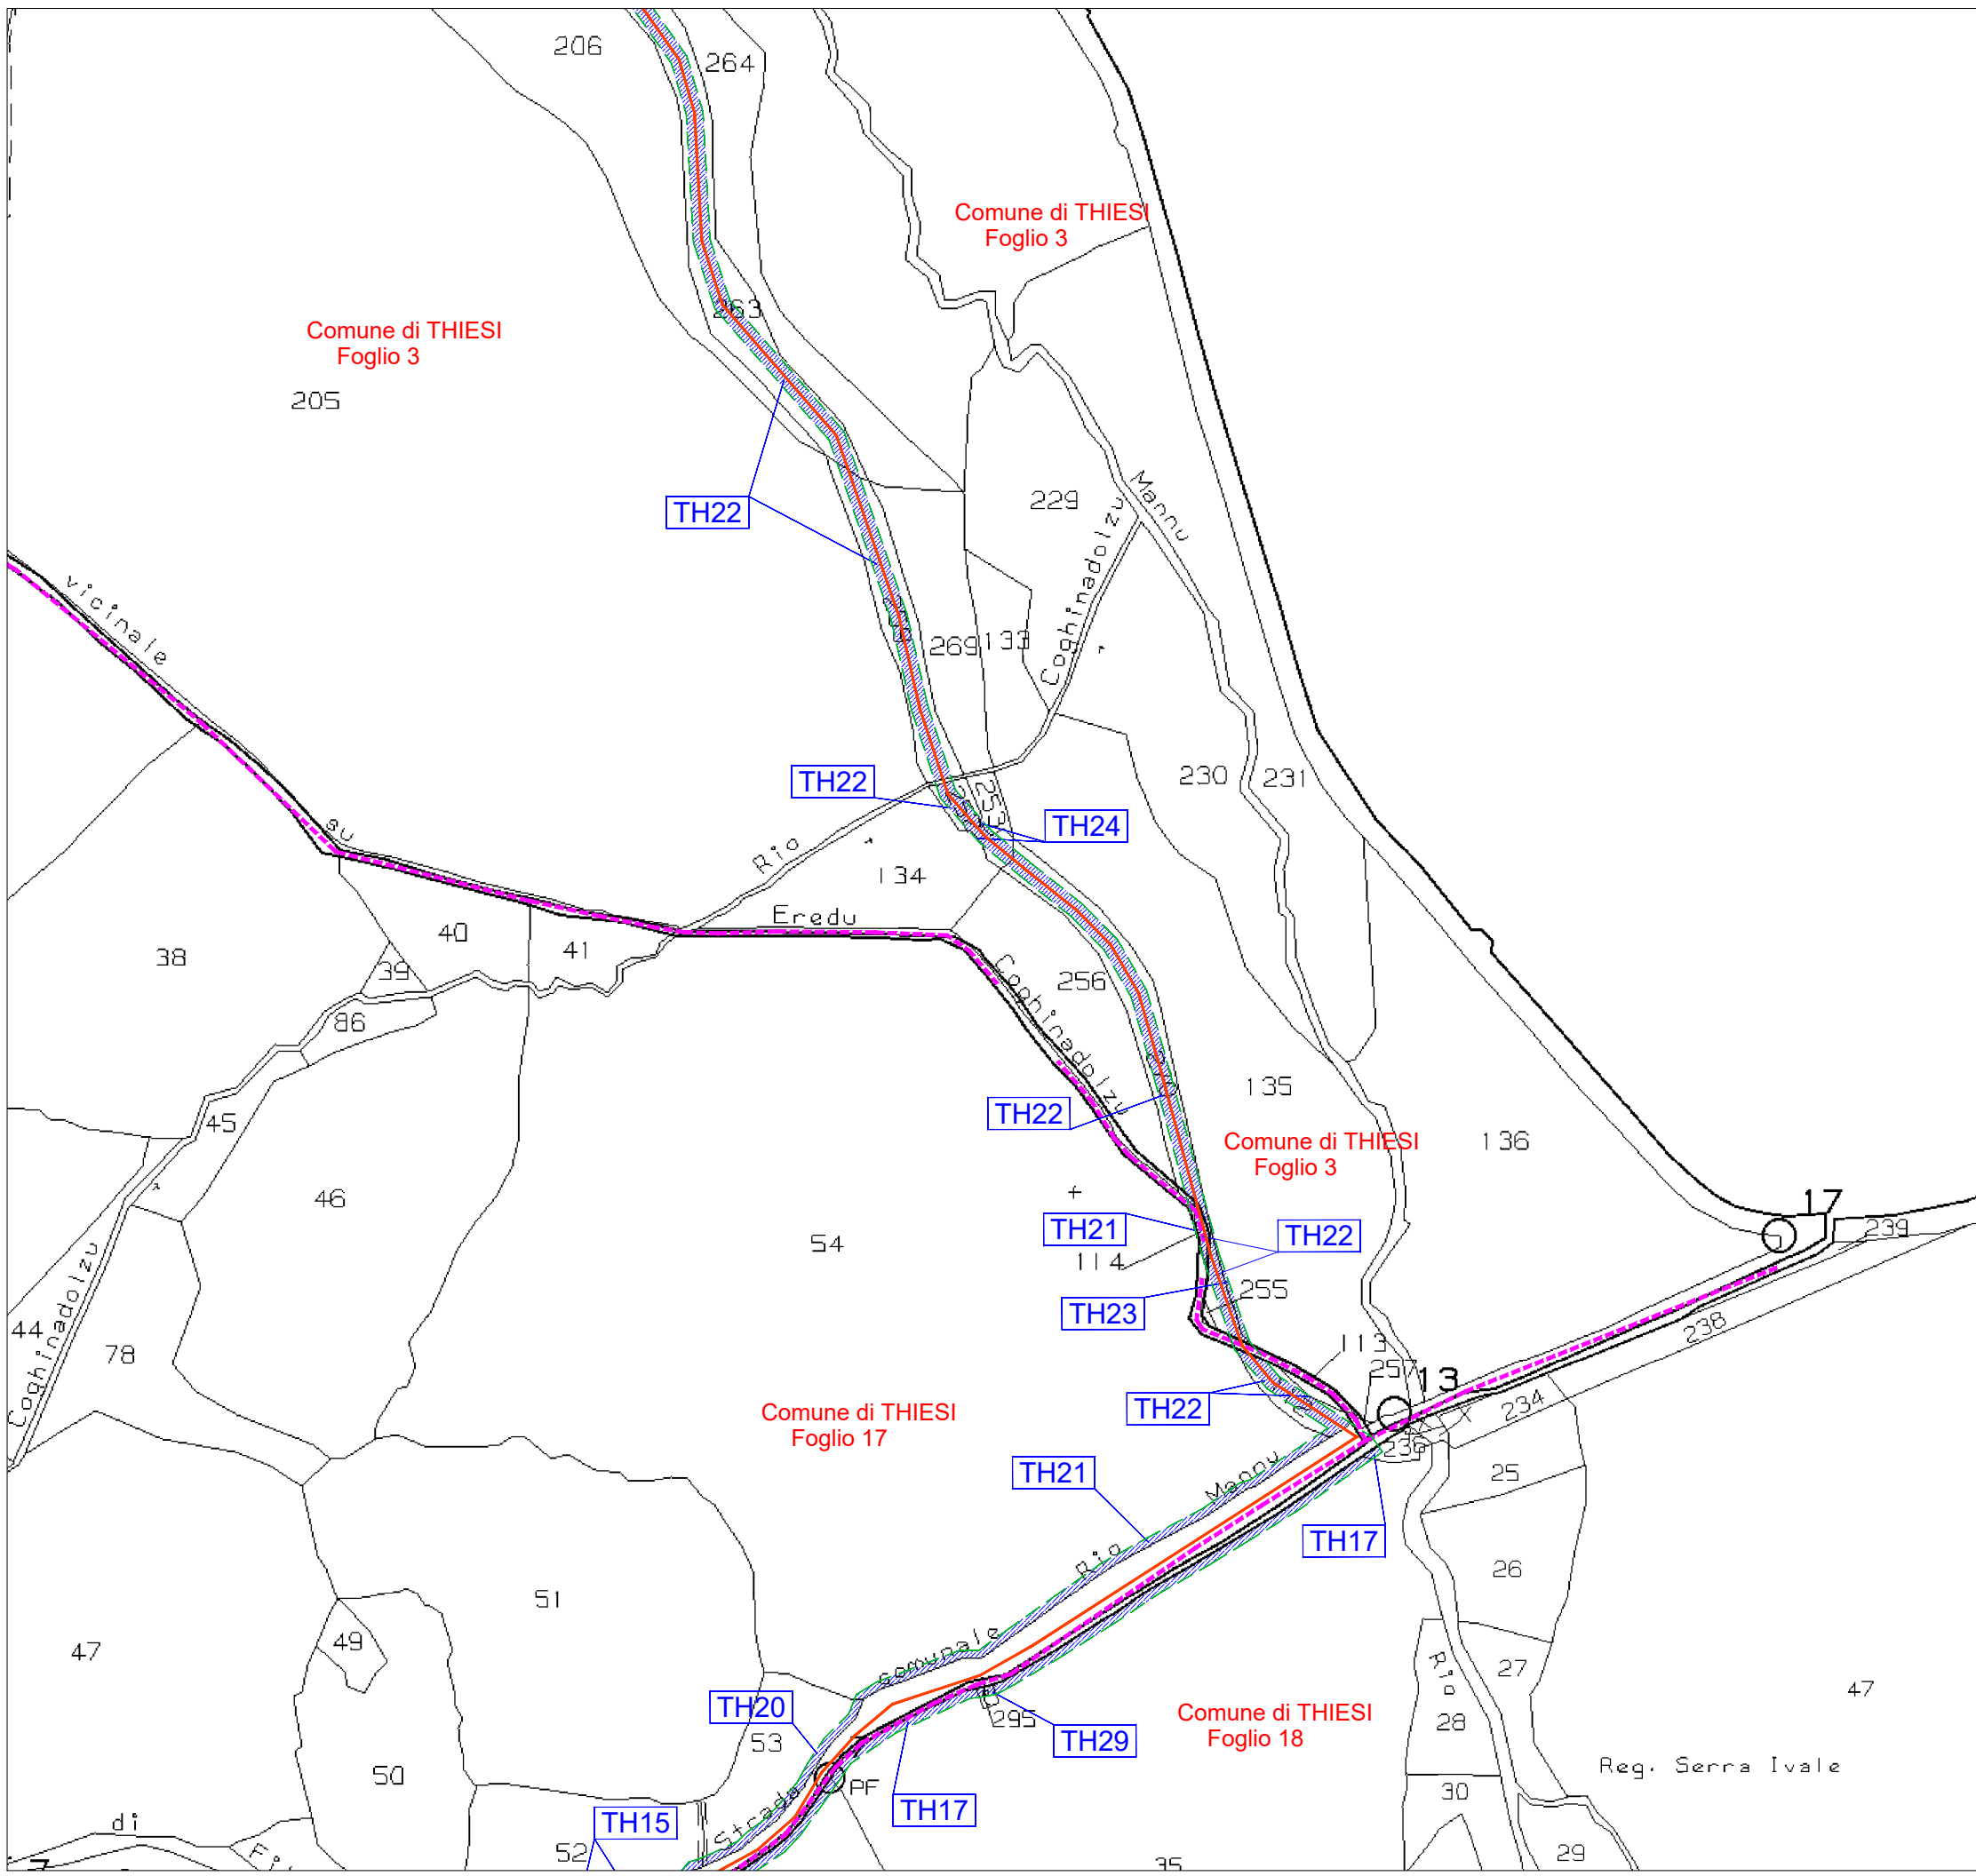 206
264
Comune di THIESI
Foglio 3
263
Comune di THIESI
Foglio 3
205
229
Mannu
TH22
Coghinadolzu
vicinale
269
133
230
231
TH22
253
su
TH24
Rio
134
Eredu
40
41
38
39
256
Coghinadolzu
86
135
TH22
45
Comune di THIESI
Foglio 3
136
46
17
TH21
TH22
239
54
114
255
TH23
Coghinadolzu
44
78
113
238
257
13
TH22
234
Comune di THIESI
Foglio 17
236
TH21
Mannu
25
TH17
Rio
26
51
49
47
comunale
Rio
27
47
TH20
295
Comune di THIESI
Foglio 18
28
53
TH29
Reg. Serra Ivale
50
PF
30
TH17
di
TH15
Strada
52
29
35